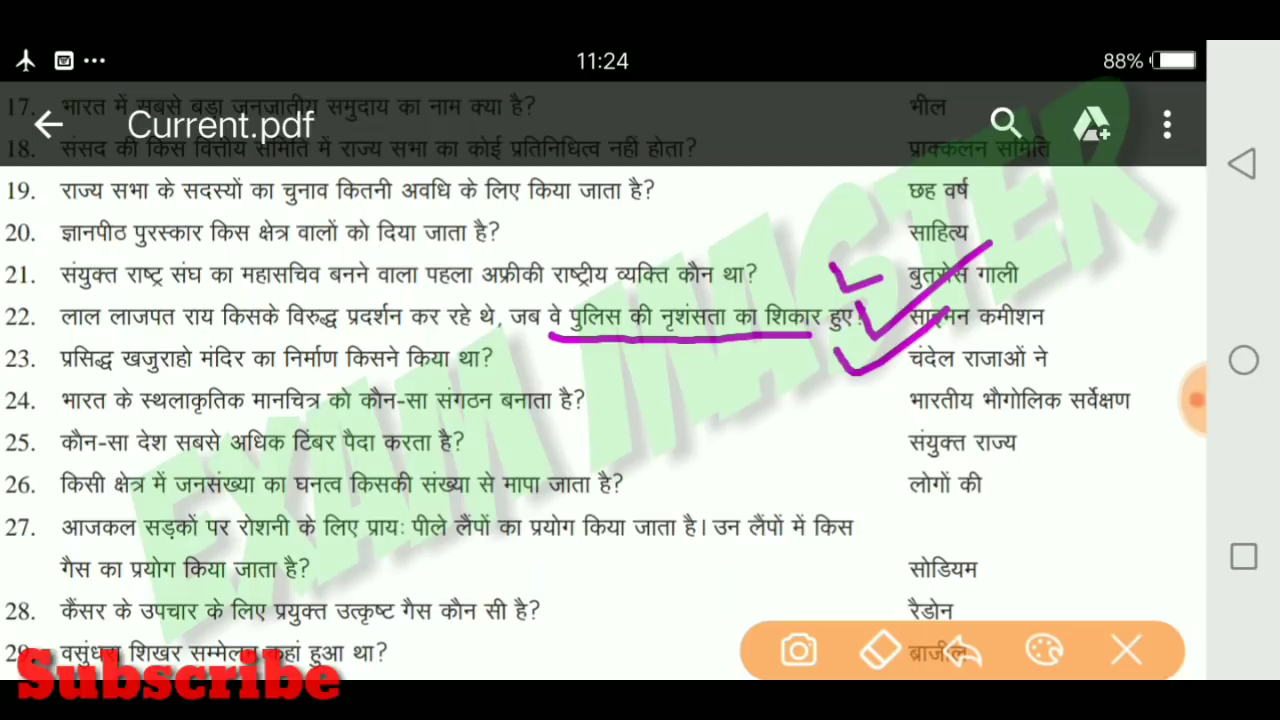 11:24
88%
Current.pdf
17. भारत में सबसे बड़ा जनजातीय समुदाय का नाम क्या है? भील
18. संसद की किस वित्तीय समिति में राज्य सभा का कोई प्रतिनिधित्व नहीं होता? प्राक्कलन समिति
19. राज्य सभा के सदस्यों का चुनाव कितनी अवधि के लिए किया जाता है? छह वर्ष
20. ज्ञानपीठ पुरस्कार किस क्षेत्र वालों को दिया जाता है? साहित्य
21. संयुक्त राष्ट्र संघ का महासचिव बनने वाला पहला अफ्रीकी राष्ट्रीय व्यक्ति कौन था? बुतरोस गाली
22. लाल लाजपत राय किसके विरुद्ध प्रदर्शन कर रहे थे, जब वे पुलिस की नृशंसता का शिकार हुए? साइमन कमीशन
23. प्रसिद्ध खजुराहो मंदिर का निर्माण किसने किया था? चंदेल राजाओं ने
24. भारत के स्थलाकृतिक मानचित्र को कौन-सा संगठन बनाता है? भारतीय भौगोलिक सर्वेक्षण
25. कौन-सा देश सबसे अधिक टिंबर पैदा करता है? संयुक्त राज्य
26. किसी क्षेत्र में जनसंख्या का घनत्व किसकी संख्या से मापा जाता है? लोगों की
27. आजकल सड़कों पर रोशनी के लिए प्रायः पीले लैंपों का प्रयोग किया जाता है। उन लैंपों में किस
गैस का प्रयोग किया जाता है? सोडियम
28. कैंसर के उपचार के लिए प्रयुक्त उत्कृष्ट गैस कौन सी है? रैडोन
29. वसुंधरा शिखर सम्मेलन कहां हुआ था? ब्राजील
EXAM MASTER
Subscribe